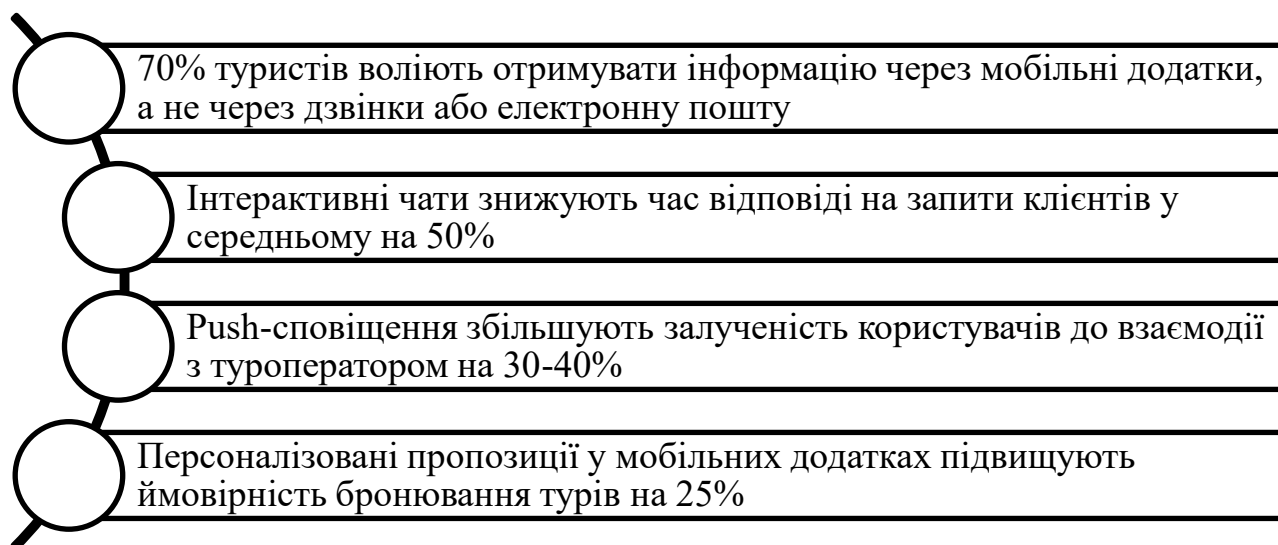 70% туристів воліють отримувати інформацію через мобільні додатки,
а не через дзвінки або електронну пошту
Інтерактивні чати знижують час відповіді на запити клієнтів у
середньому на 50%
Push-сповіщення збільшують залученість користувачів до взаємодії
з туроператором на 30-40%
Персоналізовані пропозиції у мобільних додатках підвищують
ймовірність бронювання турів на 25%